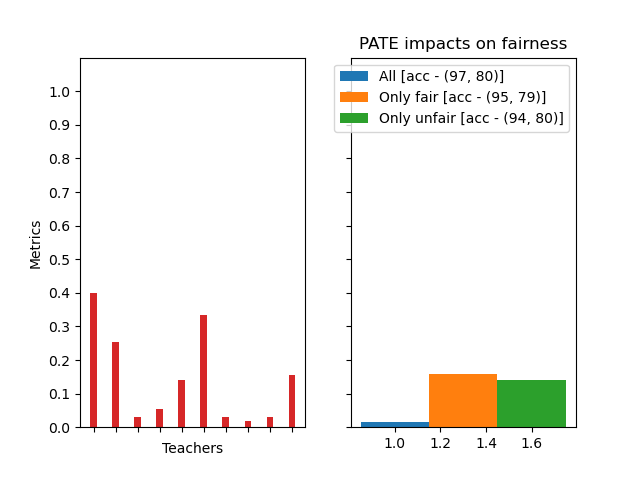 PATE impacts on fairness
All [acc - (97, 80)]
Only fair [acc - (95, 79)]
Only unfair [acc - (94, 80)]
Metrics
1.0
0.9
0.8
0.7
0.6
0.5
0.4
0.3
0.2
0.1
0.0
Teachers
1.0 1.2 1.4 1.6